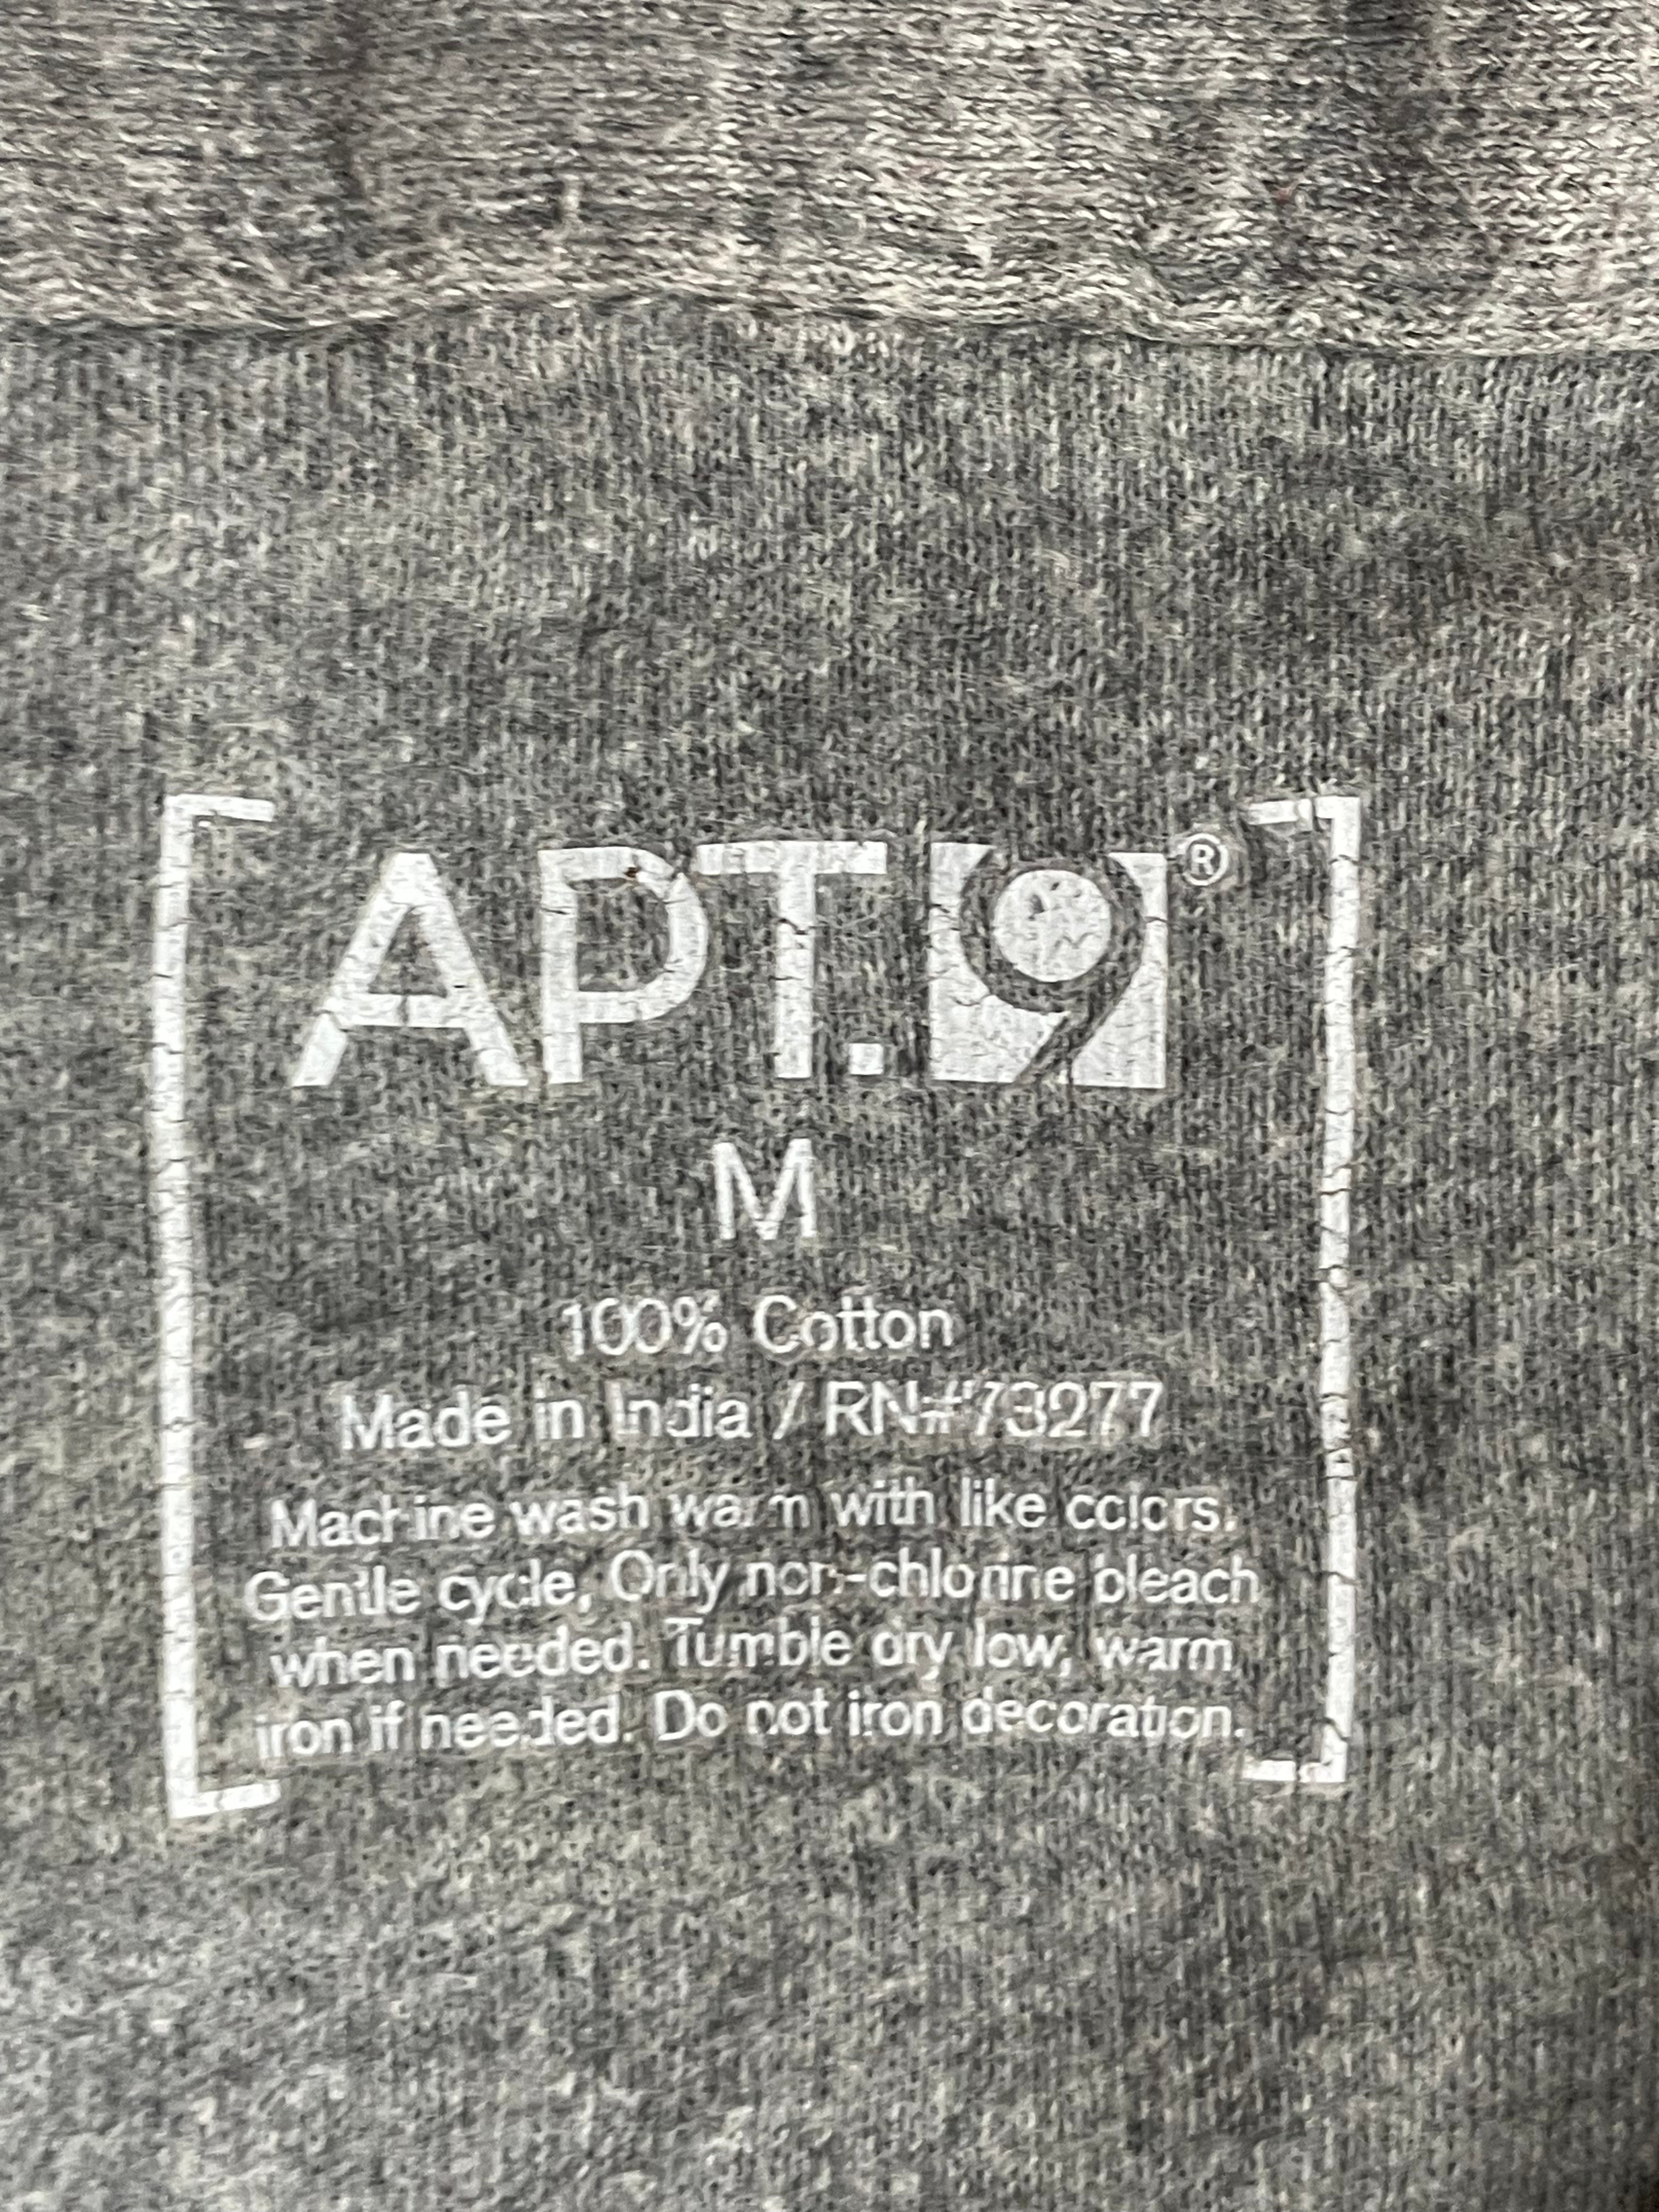 APT.9®
M
100% Cotton
Made in India / RN#73277
Machine wash warm with like colors.
Gentle cycle, Only non-chlorine bleach
when needed. Tumble dry low, warm
iron if needed. Do not iron decoration.